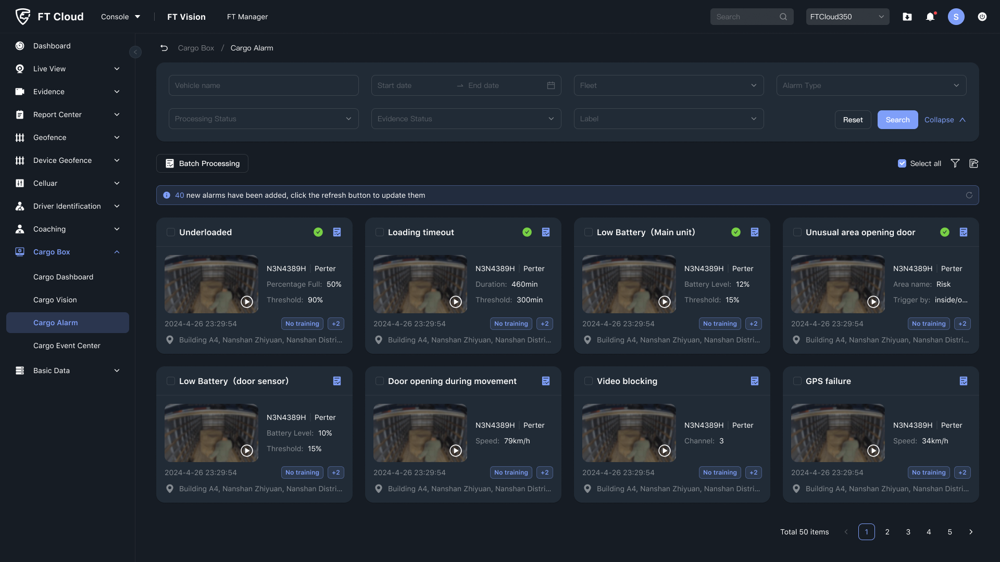 FT Cloud
Console
FT Vision
FT Manager
Search
FTCloud350
S
Dashboard
Live View
Evidence
Report Center
Geofence
Device Geofence
Celluar
Driver Identification
Coaching
Cargo Box
Cargo Dashboard
Cargo Vision
Cargo Alarm
Cargo Event Center
Basic Data
Cargo Box / Cargo Alarm
Vehicle name
Start date → End date
Fleet
Alarm Type
Processing Status
Evidence Status
Label
Reset
Search
Collapse
Batch Processing
Select all
40 new alarms have been added, click the refresh button to update them
Underloaded
N3N4389H | Perter
Percentage Full: 50%
Threshold: 90%
2024-4-26 23:29:54
No training
+2
Building A4, Nanshan Zhiyuan, Nanshan Distri...
Loading timeout
N3N4389H | Perter
Duration: 460min
Threshold: 300min
2024-4-26 23:29:54
No training
+2
Building A4, Nanshan Zhiyuan, Nanshan Distri...
Low Battery（Main unit）
N3N4389H | Perter
Battery Level: 12%
Threshold: 15%
2024-4-26 23:29:54
No training
+2
Building A4, Nanshan Zhiyuan, Nanshan Distri...
Unusual area opening door
N3N4389H | Perter
Area name: Risk
Trigger by: inside/o...
2024-4-26 23:29:54
No training
+2
Building A4, Nanshan Zhiyuan, Nanshan Distri...
Low Battery（door sensor）
N3N4389H | Perter
Battery Level: 10%
Threshold: 15%
2024-4-26 23:29:54
No training
+2
Building A4, Nanshan Zhiyuan, Nanshan Distri...
Door opening during movement
N3N4389H | Perter
Speed: 79km/h
2024-4-26 23:29:54
No training
+2
Building A4, Nanshan Zhiyuan, Nanshan Distri...
Video blocking
N3N4389H | Perter
Channel: 3
2024-4-26 23:29:54
No training
+2
Building A4, Nanshan Zhiyuan, Nanshan Distri...
GPS failure
N3N4389H | Perter
Speed: 34km/h
2024-4-26 23:29:54
No training
+2
Building A4, Nanshan Zhiyuan, Nanshan Distri...
Total 50 items
1
2
3
4
5